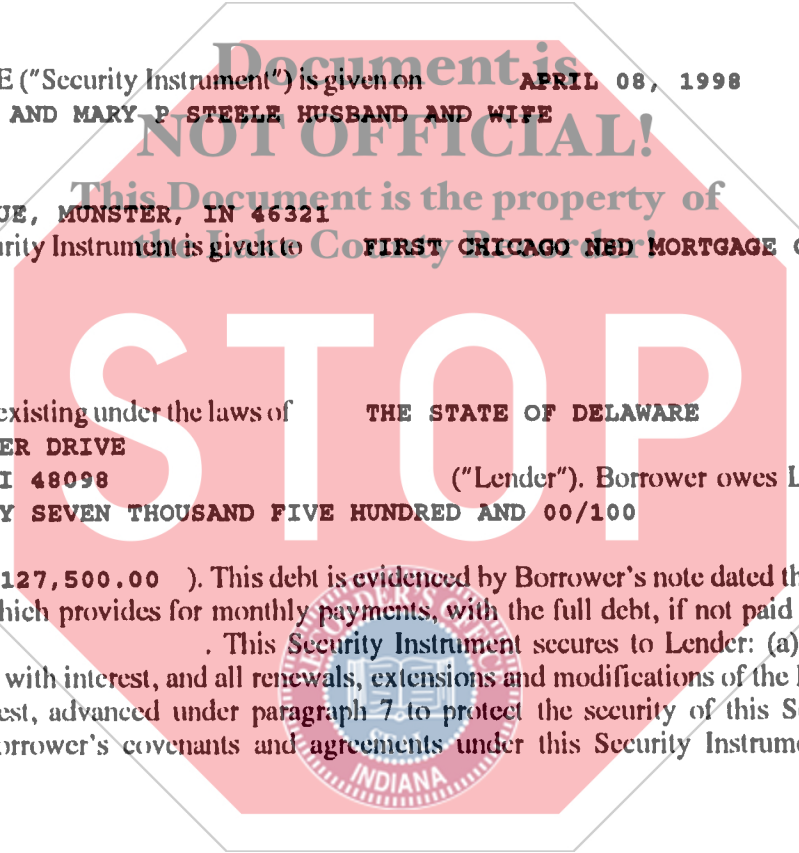 Document is
E ("Security Instrument") is given on APRIL 08, 1998
AND MARY P STEELE HUSBAND AND WIFE
NOT OFFICIAL!
This Document is the property of
UE, MUNSTER, IN 46321
the Lake County Recorder!
rity Instrument is given to FIRST CHICAGO NBD MORTGAGE C
STOP
existing under the laws of THE STATE OF DELAWARE
ER DRIVE
I 48098 ("Lender"). Borrower owes L
Y SEVEN THOUSAND FIVE HUNDRED AND 00/100
127,500.00 ). This debt is evidenced by Borrower's note dated th
hich provides for monthly payments, with the full debt, if not paid
. This Security Instrument secures to Lender: (a)
with interest, and all renewals, extensions and modifications of the
est, advanced under paragraph 7 to protect the security of this S
orrower's covenants and agreements under this Security Instrume
RECORDER'S OFFICE
SEAL
INDIANA